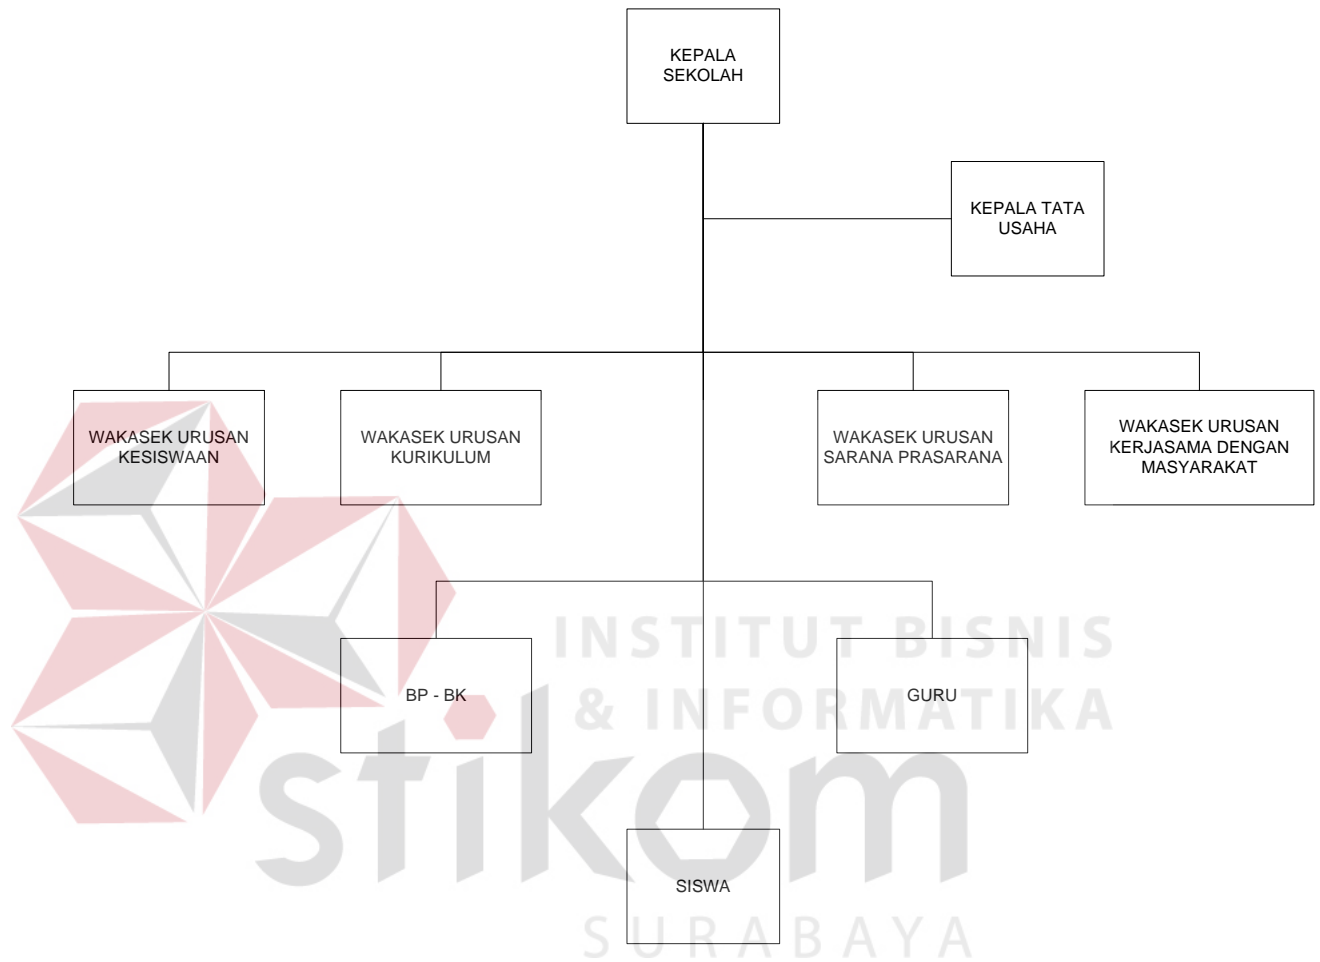 KEPALA
SEKOLAH
KEPALA TATA
USAHA
WAKASEK URUSAN
KESISWAAN
WAKASEK URUSAN
KURIKULUM
WAKASEK URUSAN
SARANA PRASARANA
WAKASEK URUSAN
KERJASAMA DENGAN
MASYARAKAT
INSTITUT BISNIS
& INFORMATIKA
BP - BK
GURU
stikom
SISWA
SURABAYA